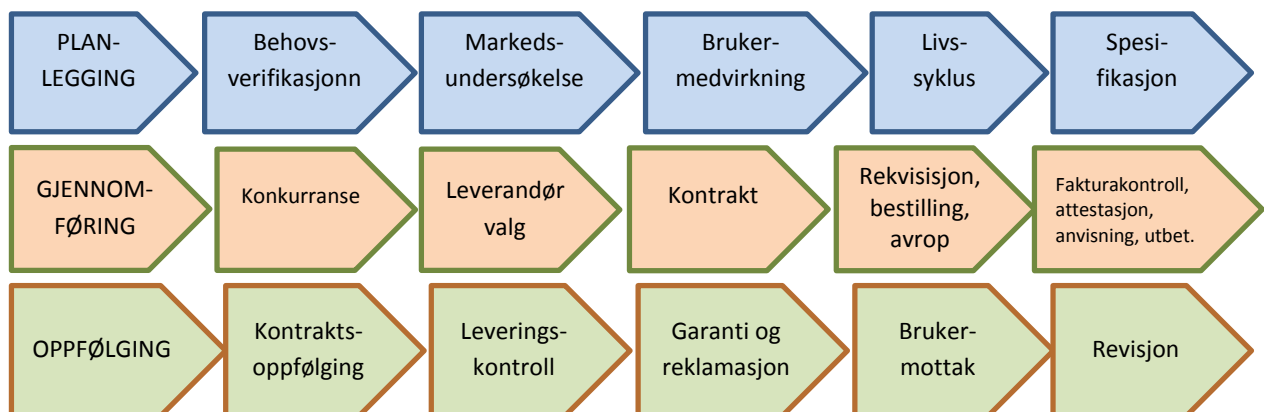 PLAN-
LEGGING
Behovs-
verifikasjonn
Markeds-
undersøkelse
Bruker-
medvirkning
Livs-
syklus
Spesi-
fikasjon
GJENNOM-
FØRING
Konkurranse
Leverandør
valg
Kontrakt
Rekvisisjon,
bestilling,
avrop
Fakturakontroll,
attestasjon,
anvisning, utbet.
OPPFØLGING
Kontrakts-
oppfølging
Leverings-
kontroll
Garanti og
reklamasjon
Bruker-
mottak
Revisjon